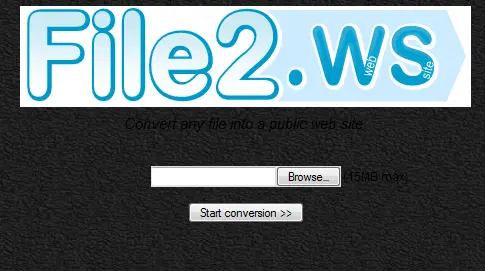 File2.ws
web
site
Convert any file into a public web site
Browse... (15MB max)
Start conversion >>